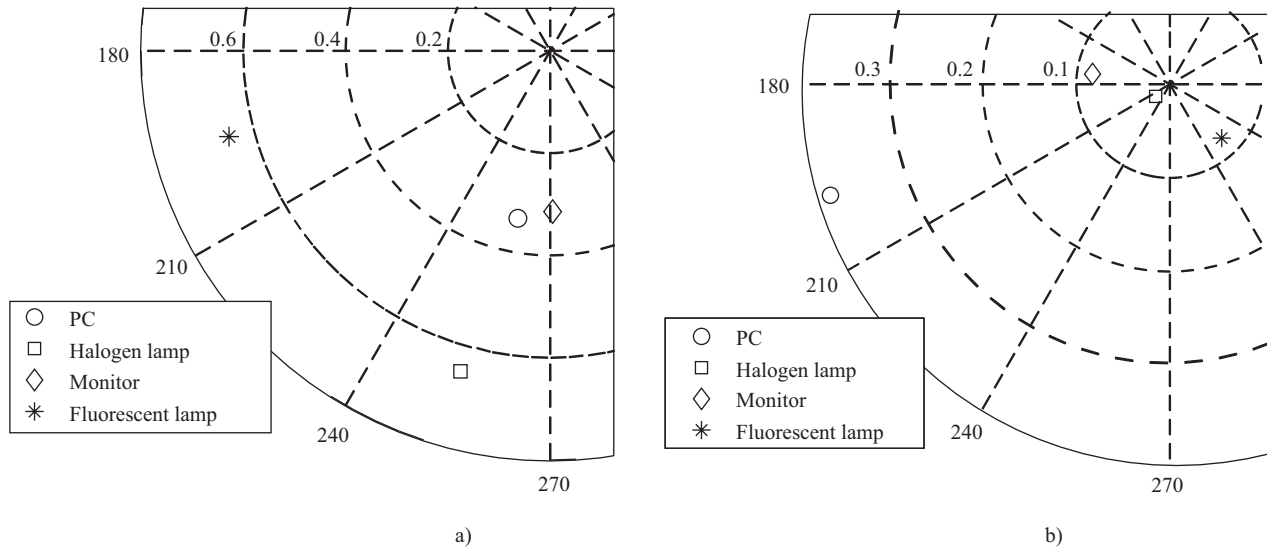 180
0.6
0.4
0.2
210
240
270
PC
Halogen lamp
Monitor
Fluorescent lamp
a)
180
0.3
0.2
0.1
210
240
270
PC
Halogen lamp
Monitor
Fluorescent lamp
b)